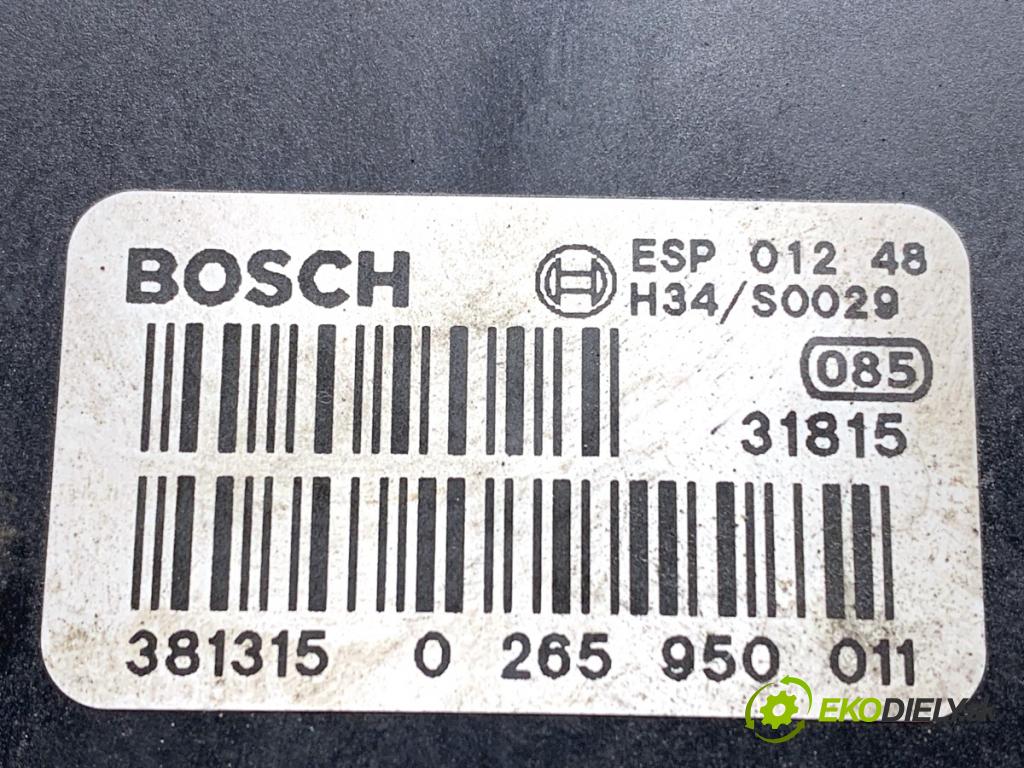 BOSCH
ESP 012 48
H34/S0029
085
31815
381315 0 265 950 011
EKODIELY.SK